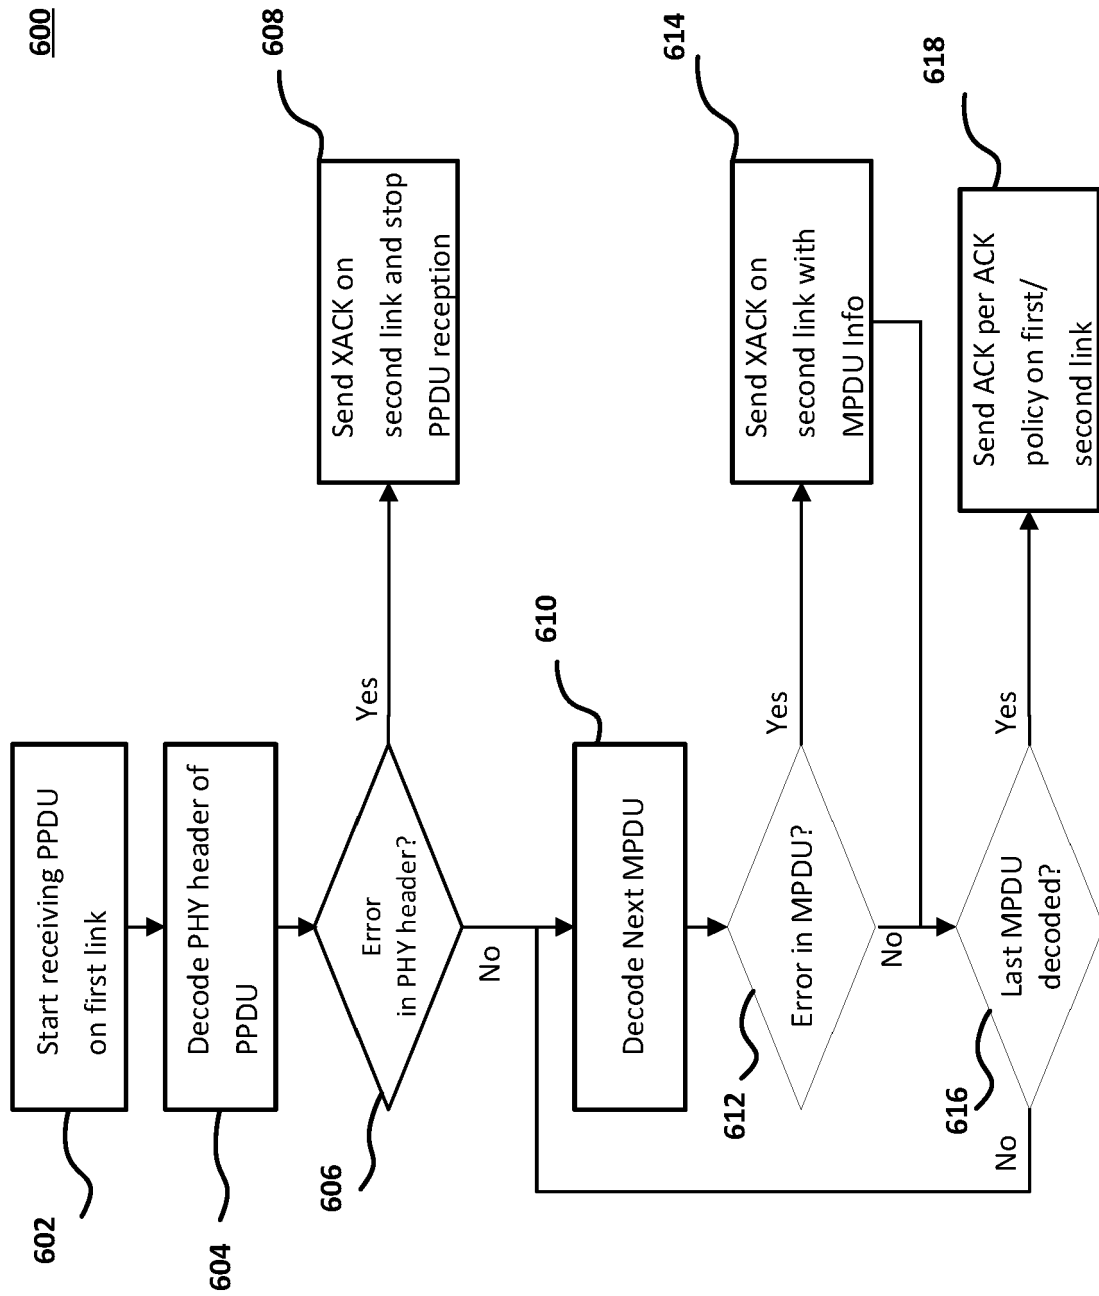 600
Start receiving PPDU
on first link
602
Decode PHY header of
PPDU
604
Error
in PHY header?
606
Yes
No
Send XACK on
second link and stop
PPDU reception
608
Decode Next MPDU
610
Error in MPDU?
612
Yes
No
Send XACK on
second link with
MPDU Info
614
Last MPDU
decoded?
616
Yes
No
Send ACK per ACK
policy on first/
second link
618